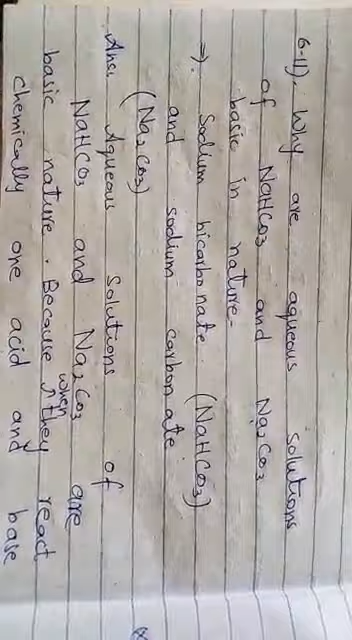 6-11). Why are aqueous solutions
of NaHCO3 and Na2CO3
basic in nature.
⇒). Sodium bicarbonate (NaHCO3)
and sodium carbonate
(Na2CO3)
Ans: Aqueous solutions of
NaHCO3 and Na2CO3 are
basic nature. Because when they react
chemically one acid and base